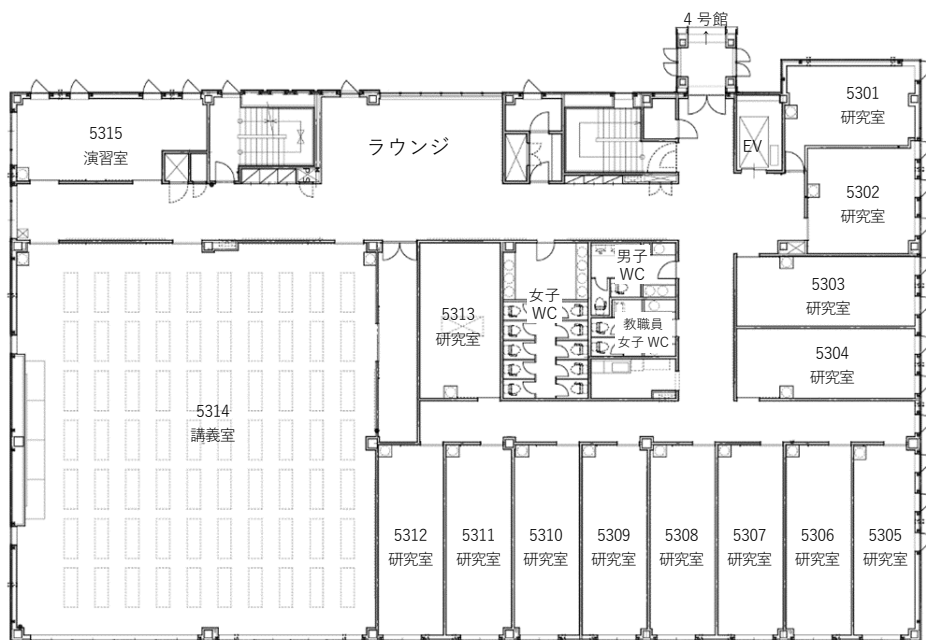 4 号館
5301
研究室
5315
演習室
ラウンジ
EV
5302
研究室
男子
WC
5303
研究室
女子
WC
5313
研究室
教職員
女子 WC
5304
研究室
5314
講義室
5312
研究室
5311
研究室
5310
研究室
5309
研究室
5308
研究室
5307
研究室
5306
研究室
5305
研究室